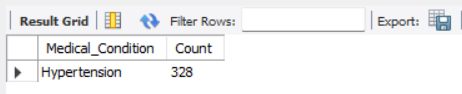 Result Grid Filter Rows: Export:
Medical_Condition Count
Hypertension 328